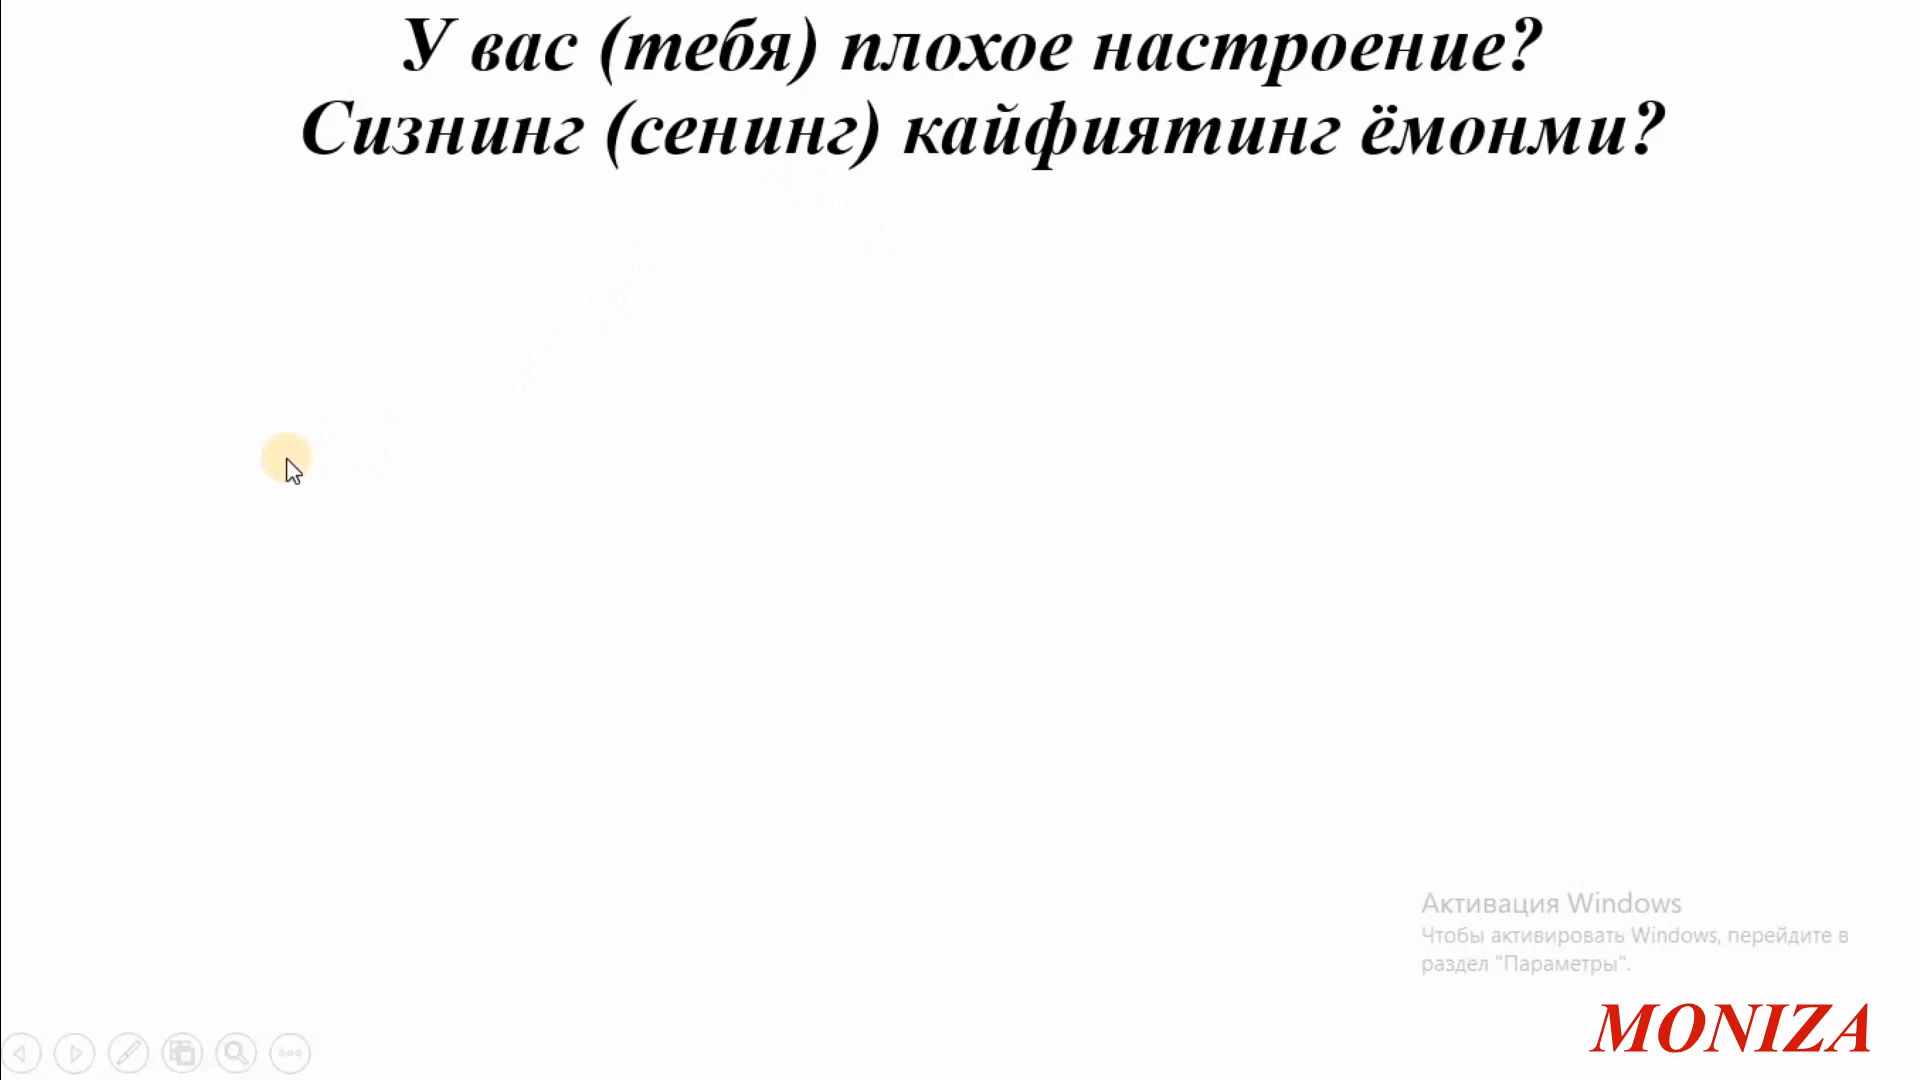 У вас (тебя) плохое настроение?
Сизнинг (сенинг) кайфиятинг ёмонми?
Активация Windows
Чтобы активировать Windows, перейдите в
раздел "Параметры".
MONIZA